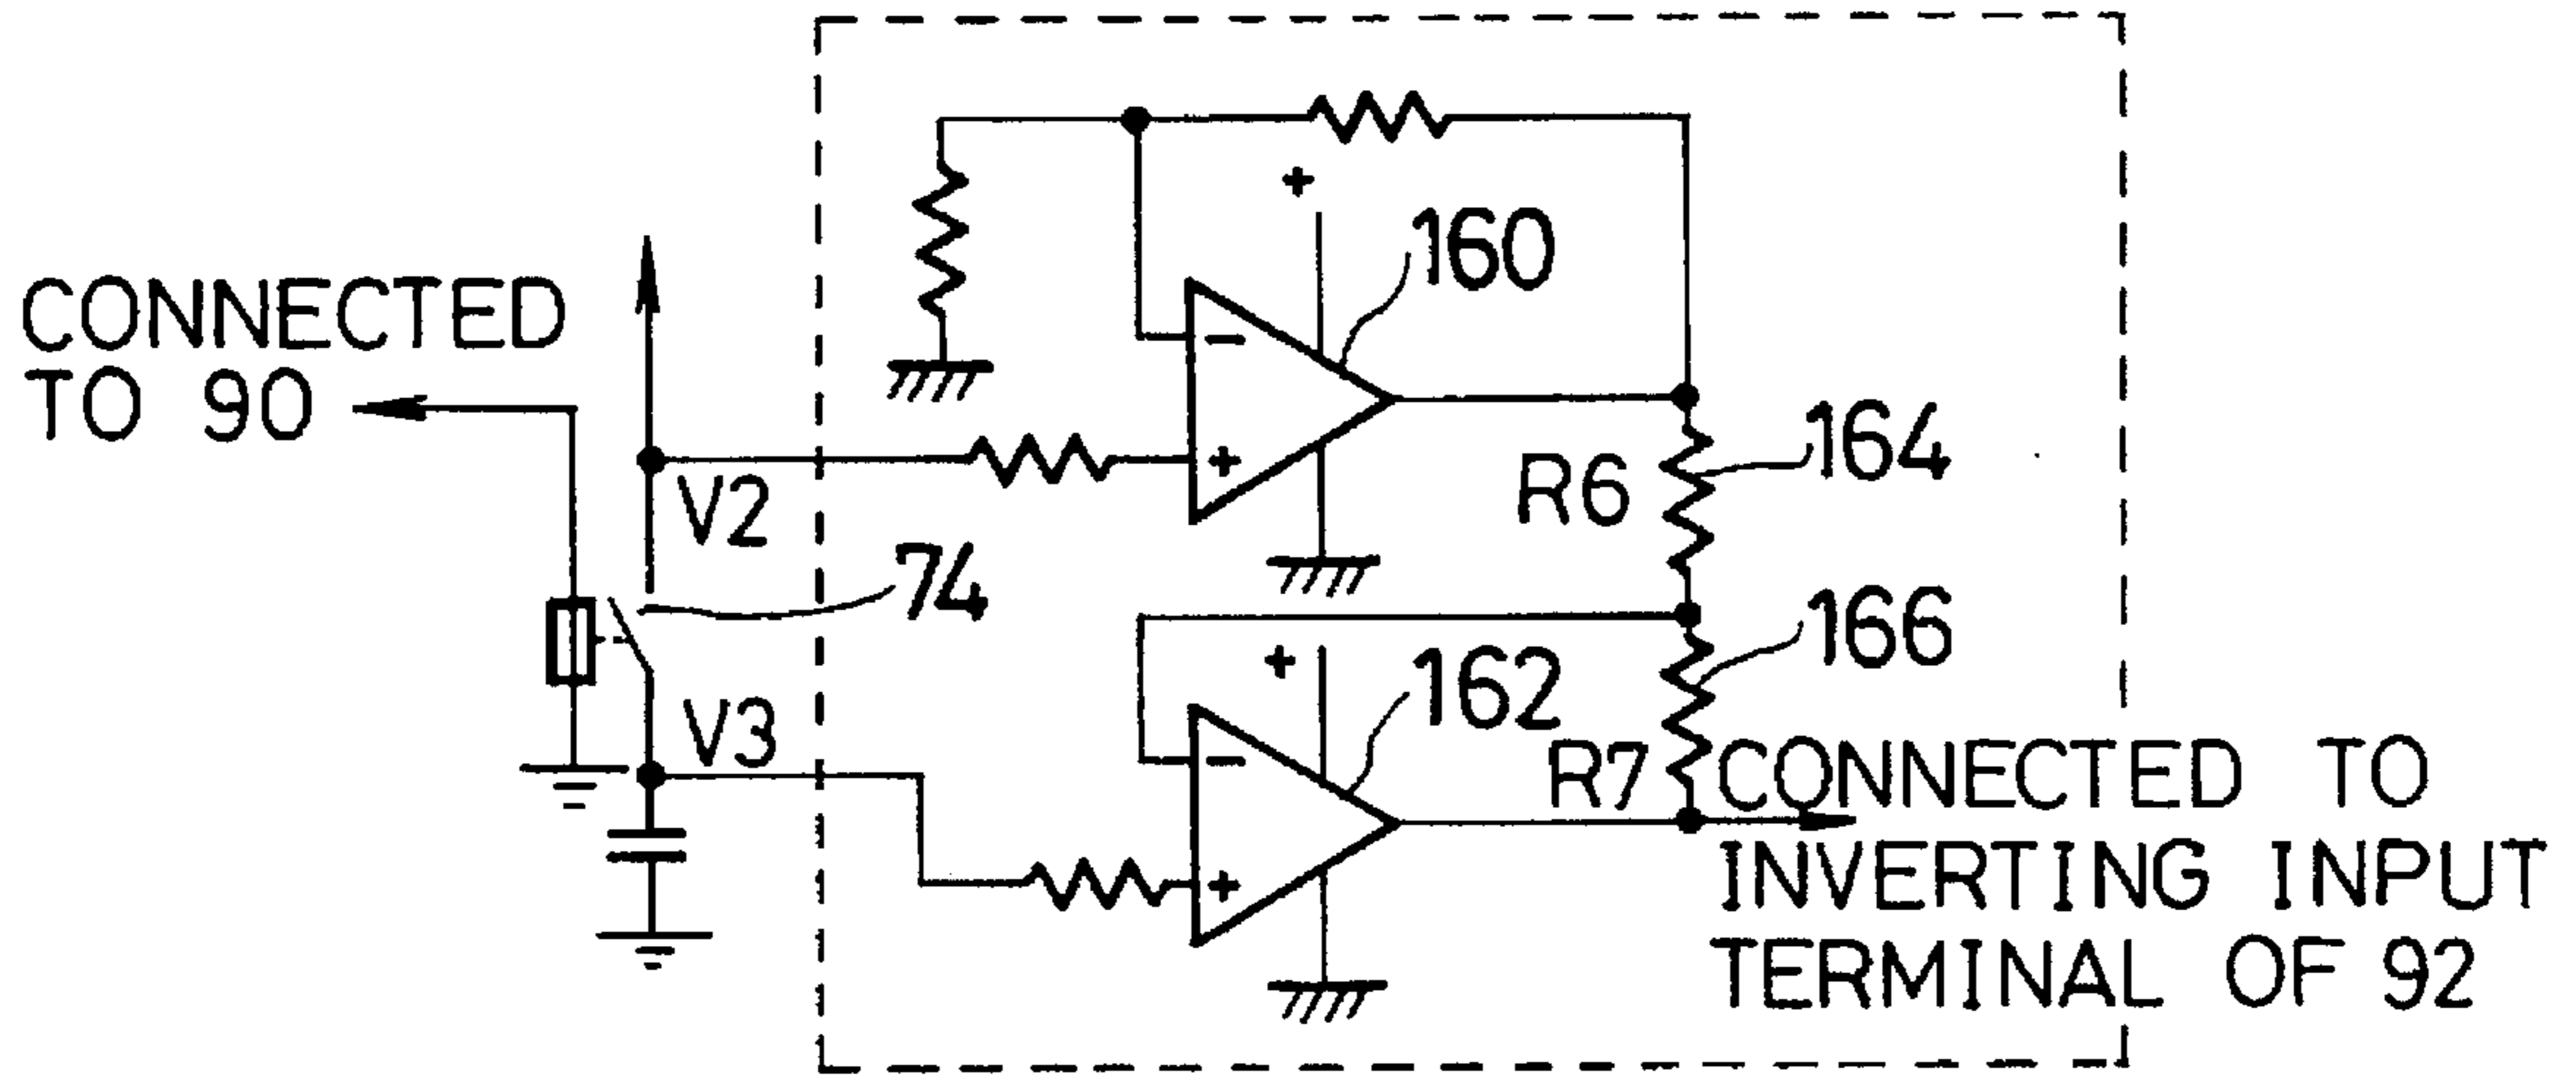 CONNECTED
TO 90
+
160
-
+
V2
R6
164
74
166
+
162
V3
-
R7
+
CONNECTED TO
INVERTING INPUT
TERMINAL OF 92